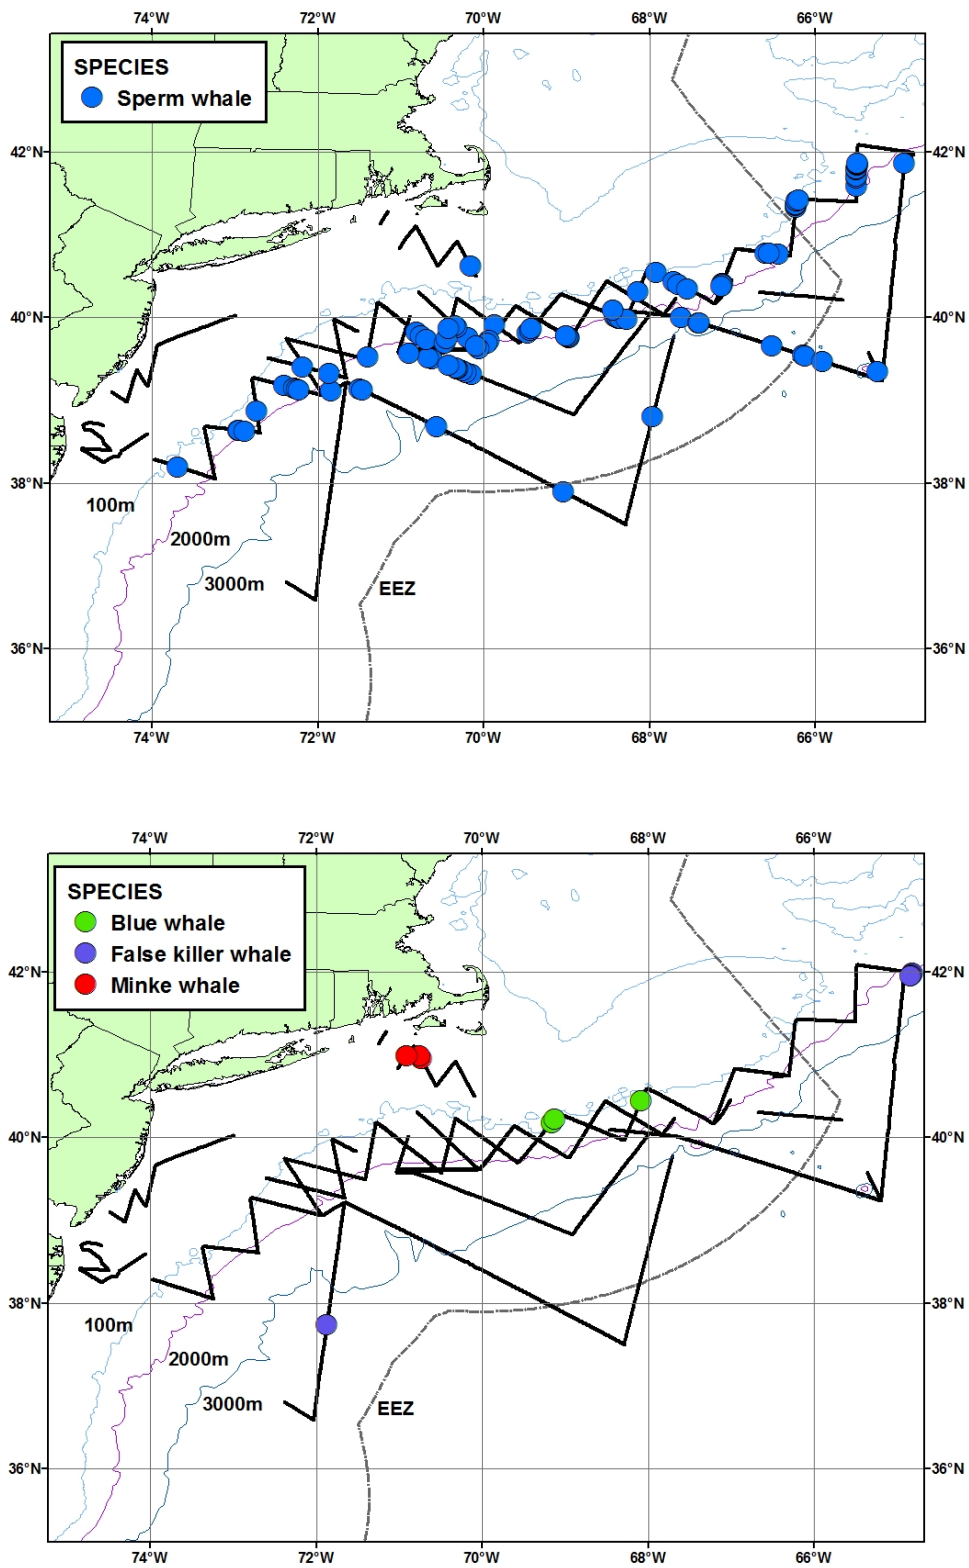 74°W 72°W 70°W 68°W 66°W
SPECIES
Sperm whale
42°N 42°N
40°N 40°N
38°N 38°N
100m
2000m
3000m
EEZ
36°N 36°N
74°W 72°W 70°W 68°W 66°W
74°W 72°W 70°W 68°W 66°W
SPECIES
Blue whale
False killer whale
Minke whale
42°N 42°N
40°N 40°N
38°N 38°N
100m
2000m
3000m
EEZ
36°N 36°N
74°W 72°W 70°W 68°W 66°W